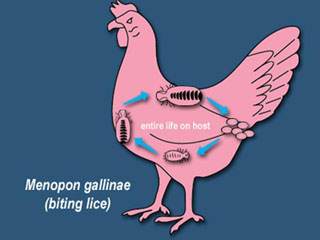 entire life on host
Menopon gallinae
(biting lice)